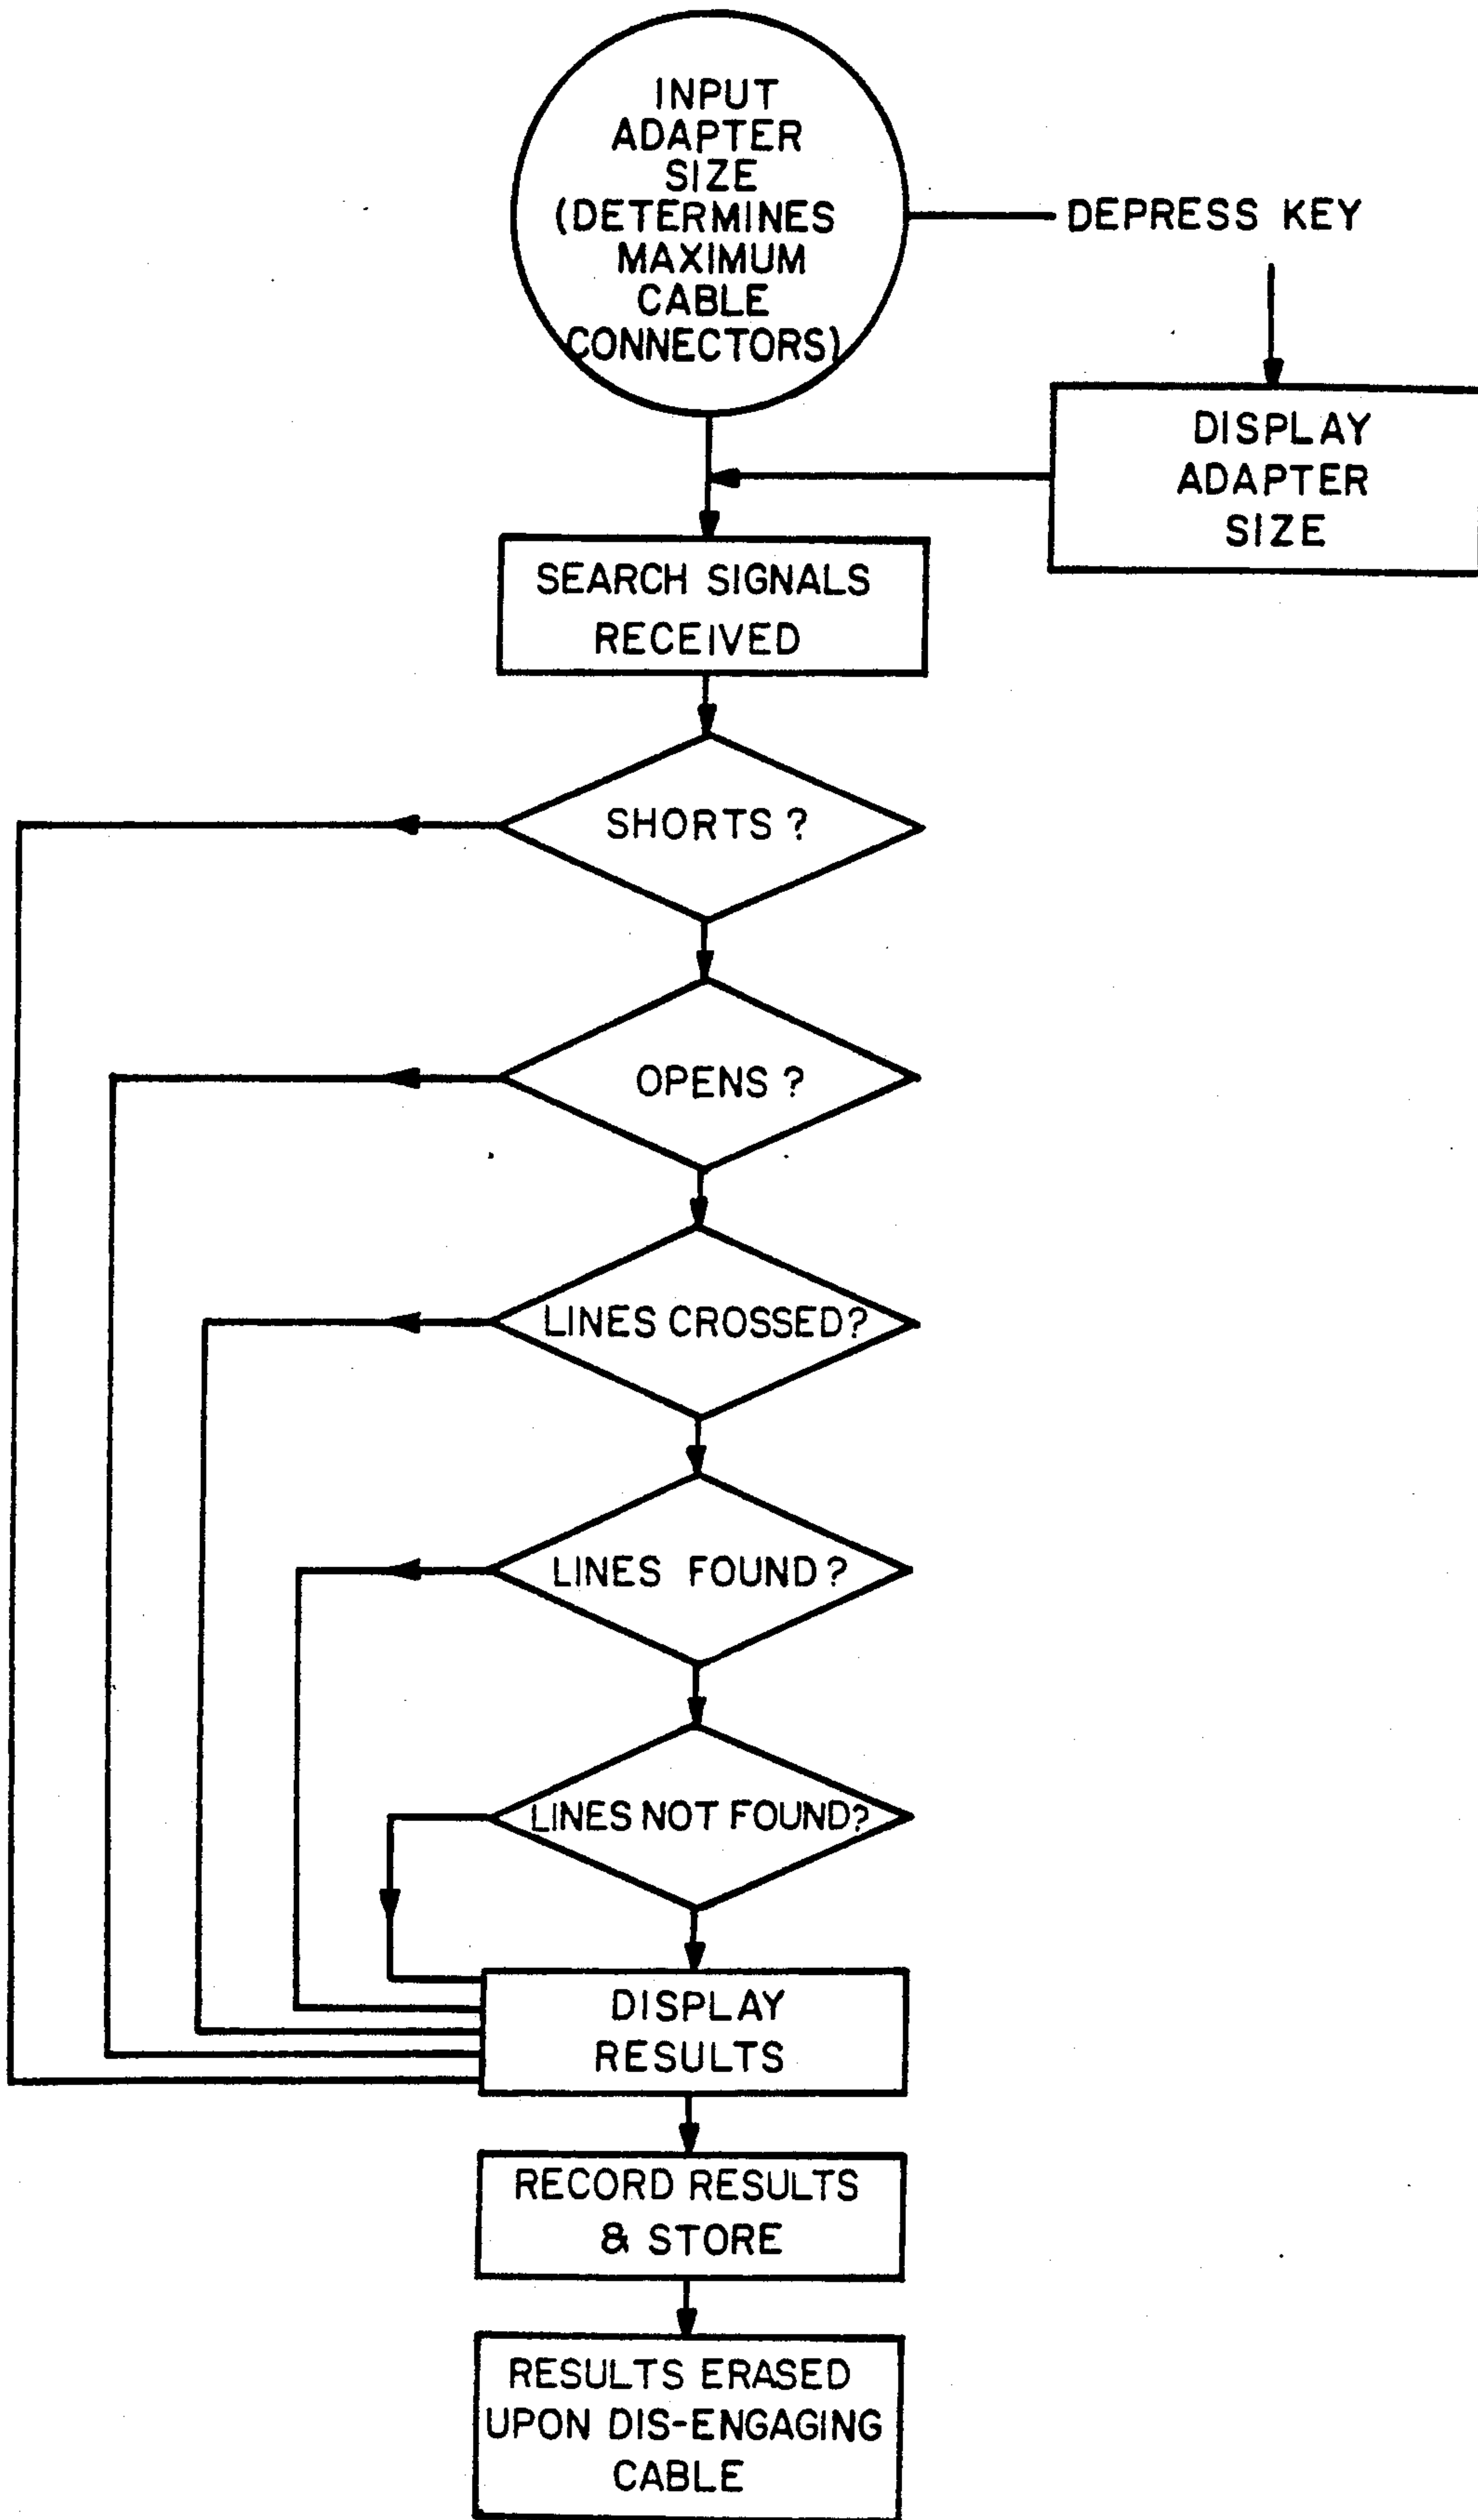 INPUT
ADAPTER
SIZE
(DETERMINES
MAXIMUM
CABLE
CONNECTORS)
DEPRESS KEY
DISPLAY
ADAPTER
SIZE
SEARCH SIGNALS
RECEIVED
SHORTS ?
OPENS ?
LINES CROSSED?
LINES FOUND ?
LINES NOT FOUND?
DISPLAY
RESULTS
RECORD RESULTS
& STORE
RESULTS ERASED
UPON DIS-ENGAGING
CABLE